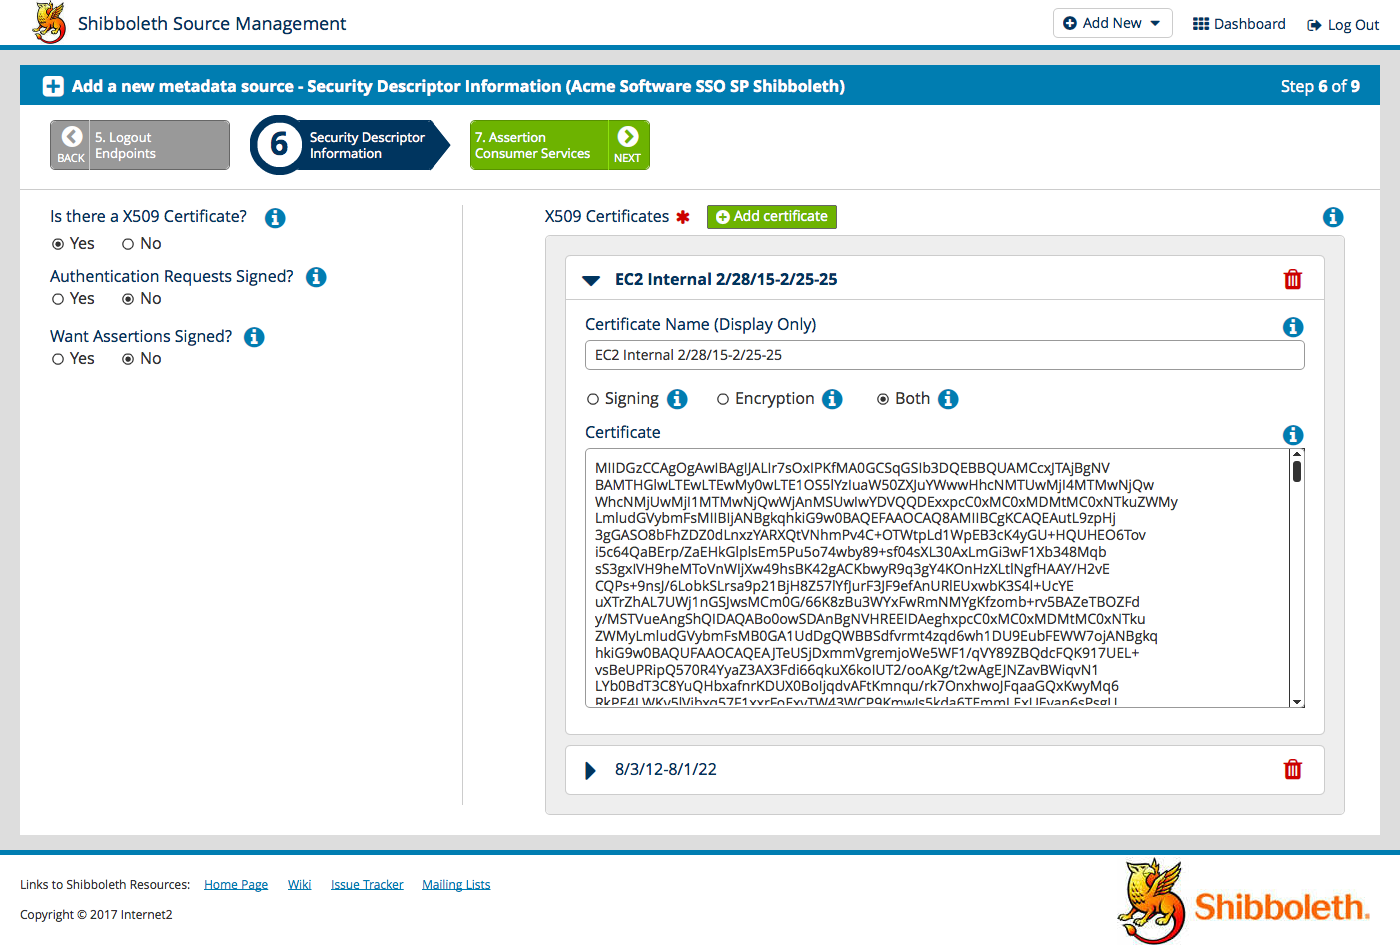 Shibboleth Source Management
Add New
Dashboard
Log Out
Add a new metadata source - Security Descriptor Information (Acme Software SSO SP Shibboleth)
Step 6 of 9
BACK
5. Logout
Endpoints
6
Security Descriptor
Information
7. Assertion
Consumer Services
NEXT
Is there a X509 Certificate?
Yes No
Authentication Requests Signed?
Yes No
Want Assertions Signed?
Yes No
X509 Certificates *
Add certificate
EC2 Internal 2/28/15-2/25-25
Certificate Name (Display Only)
EC2 Internal 2/28/15-2/25-25
Signing Encryption Both
Certificate
MIIDGzCCAgOgAwIBAgIJALIr7sOxIPKfMA0GCSqGSIb3DQEBBQUAMCcxJTAjBgNV
BAMTHGlwLTEwLTEwMy0wLTE1OS5lYzIuaW50ZXJuYWwwHhcNMTUwMjI4MTMwNjQw
WhcNMjUwMjI1MTMwNjQwWjAnMSUwIwYDVQQDExxpcC0xMC0xMDMtMC0xNTkuZWMy
LmludGVybmFsMIIBIjANBgkqhkiG9w0BAQEFAAOCAQ8AMIIBCgKCAQEAutL9zpHj
3gGASO8bFhZDZ0dLnxzYARXQtVNhmPv4C+OTWtpLd1WpEB3cK4yGU+HQUHEO6Tov
i5c64QaBErp/ZaEHkGlplsEm5Pu5o74wby89+sf04sXL30AxLmGi3wF1Xb348Mqb
sS3gxIVH9heMToVnWIjXw49hsBK42gACKbwyR9q3gY4KOnHzXLtlNgfHAAY/H2vE
CQPs+9nsJ/6LobkSLrsa9p21BjH8Z57lYfJurF3JF9efAnURlEUxwbK3S4l+UcYE
uXTrZhAL7UWj1nGSJwsMCm0G/66K8zBu3WYxFwRmNMYgKfzomb+rv5BAZeTBOZFd
y/MSTVueAngShQIDAQABo0owSDAnBgNVHREEIDAeghxpcC0xMC0xMDMtMC0xNTku
ZWMyLmludGVybmFsMB0GA1UdDgQWBBSdfvrmt4zqd6wh1DU9EubFEWW7ojANBgkq
hkiG9w0BAQUFAAOCAQEAJTeUSjDxmmVgremjoWe5WF1/qVY89ZBQdcFQK917UEL+
vsBeUPRipQ570R4YyaZ3AX3Fdi66qkuX6koIUT2/ooAKg/t2wAgEJNZavBWiqvN1
LYb0BdT3C8YuQHbxafnrKDUX0BoljqdvAFtKmnqu/rk7OnxhwoJFqaaGQxKwyMq6
8/3/12-8/1/22
Links to Shibboleth Resources: Home Page Wiki Issue Tracker Mailing Lists
Copyright © 2017 Internet2
Shibboleth.